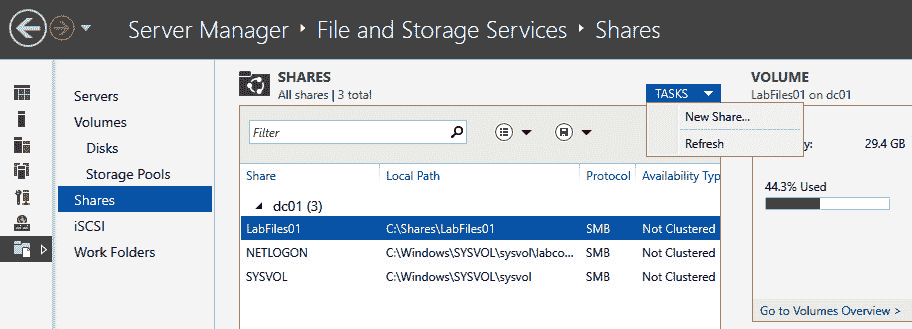 Server Manager ‣ File and Storage Services ‣ Shares
Servers
Volumes
Disks
Storage Pools
Shares
iSCSI
Work Folders
SHARES
All shares | 3 total
TASKS
New Share...
Refresh
Filter
Share Local Path Protocol Availability Typ
dc01 (3)
LabFiles01 C:\Shares\LabFiles01 SMB Not Clustered
NETLOGON C:\Windows\SYSVOL\sysvol\labco... SMB Not Clustered
SYSVOL C:\Windows\SYSVOL\sysvol SMB Not Clustered
VOLUME
LabFiles01 on dc01
y: 29.4 GB
44.3% Used
Go to Volumes Overview >